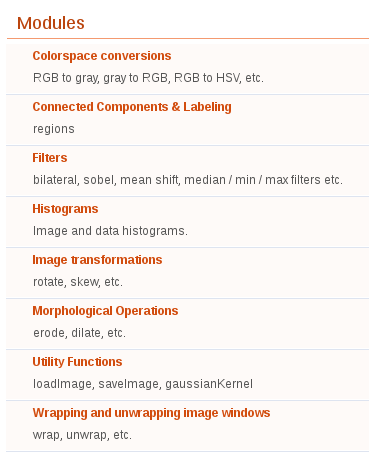 Modules
Colorspace conversions
RGB to gray, gray to RGB, RGB to HSV, etc.
Connected Components & Labeling
regions
Filters
bilateral, sobel, mean shift, median / min / max filters etc.
Histograms
Image and data histograms.
Image transformations
rotate, skew, etc.
Morphological Operations
erode, dilate, etc.
Utility Functions
loadImage, saveImage, gaussianKernel
Wrapping and unwrapping image windows
wrap, unwrap, etc.